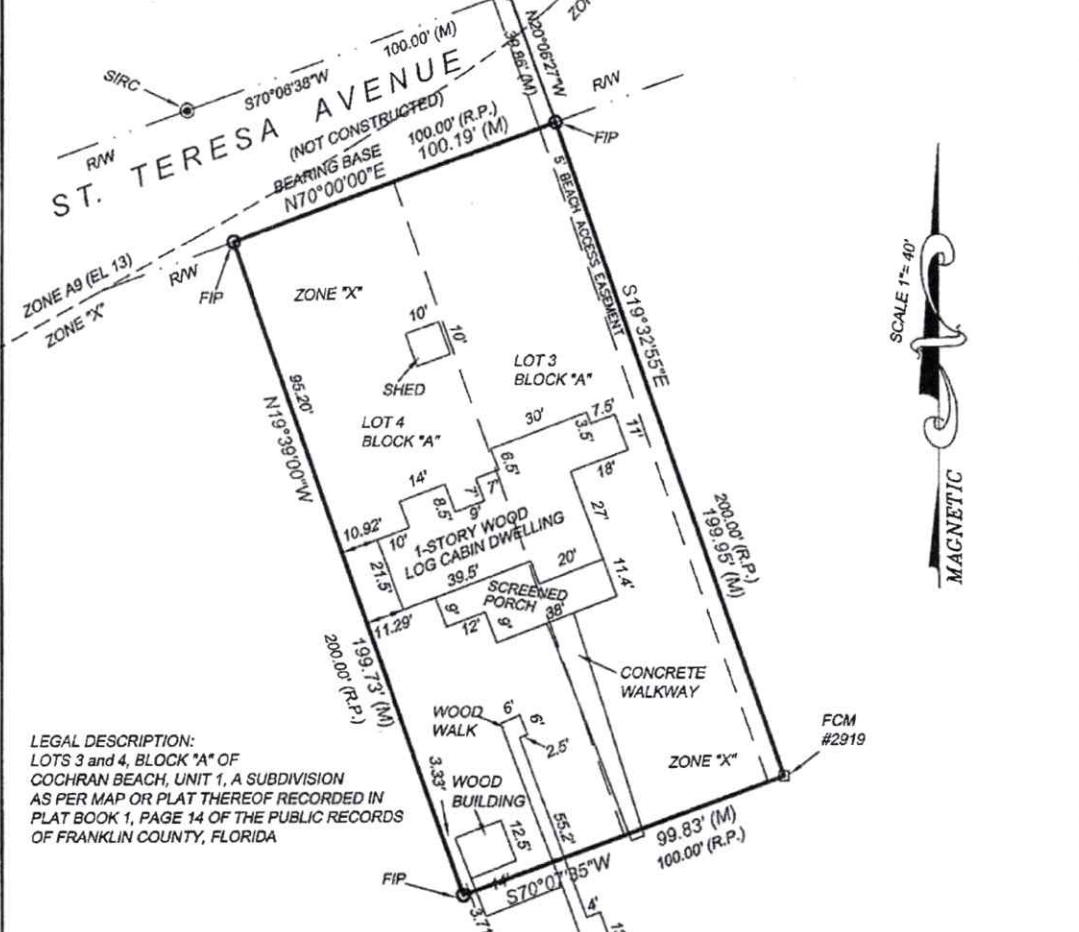 N20°06'27"W
39.86' (M)
100.00' (M)
S70°06'38"W
SIRC
R/W
R/W
ST. TERESA AVENUE
(NOT CONSTRUCTED)
BEARING BASE
N70°00'00"E
100.00' (R.P.)
100.19' (M)
FIP
R/W
FIP
ZONE A9 (EL 13)
ZONE "X"
ZONE "X"
5' BEACH ACCESS EASEMENT
S19°32'55"E
10'
10'
SHED
LOT 3
BLOCK "A"
LOT 4
BLOCK "A"
95.20'
N19°39'00"W
30'
7.5'
3.5'
11'
18'
6.5'
14'
8.5'
7'
7'
9'
27'
10.92'
10'
1-STORY WOOD
LOG CABIN DWELLING
21.5'
39.5'
20'
11.4'
SCREENED
PORCH
38'
9'
12'
9'
11.29'
200.00' (R.P.)
199.95' (M)
199.73' (M)
200.00' (R.P.)
CONCRETE
WALKWAY
WOOD
WALK
6'
6'
2.5'
ZONE "X"
FCM
#2919
3.33'
WOOD
BUILDING
12.5'
14'
55.2'
99.83' (M)
100.00' (R.P.)
S70°07'35"W
FIP
3.71'
4'
LEGAL DESCRIPTION:
LOTS 3 and 4, BLOCK "A" OF
COCHRAN BEACH, UNIT 1, A SUBDIVISION
AS PER MAP OR PLAT THEREOF RECORDED IN
PLAT BOOK 1, PAGE 14 OF THE PUBLIC RECORDS
OF FRANKLIN COUNTY, FLORIDA
SCALE 1"= 40'
MAGNETIC